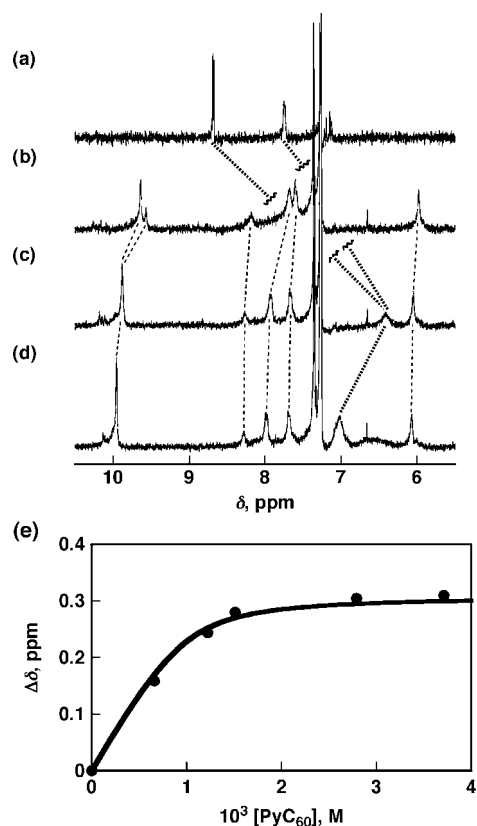 (a)
(b)
(c)
(d)
10 9 8 7 6
δ, ppm
(e)
0.4
0.3
0.2
0.1
0
Δδ, ppm
0 1 2 3 4
10³ [PyC₆₀], M